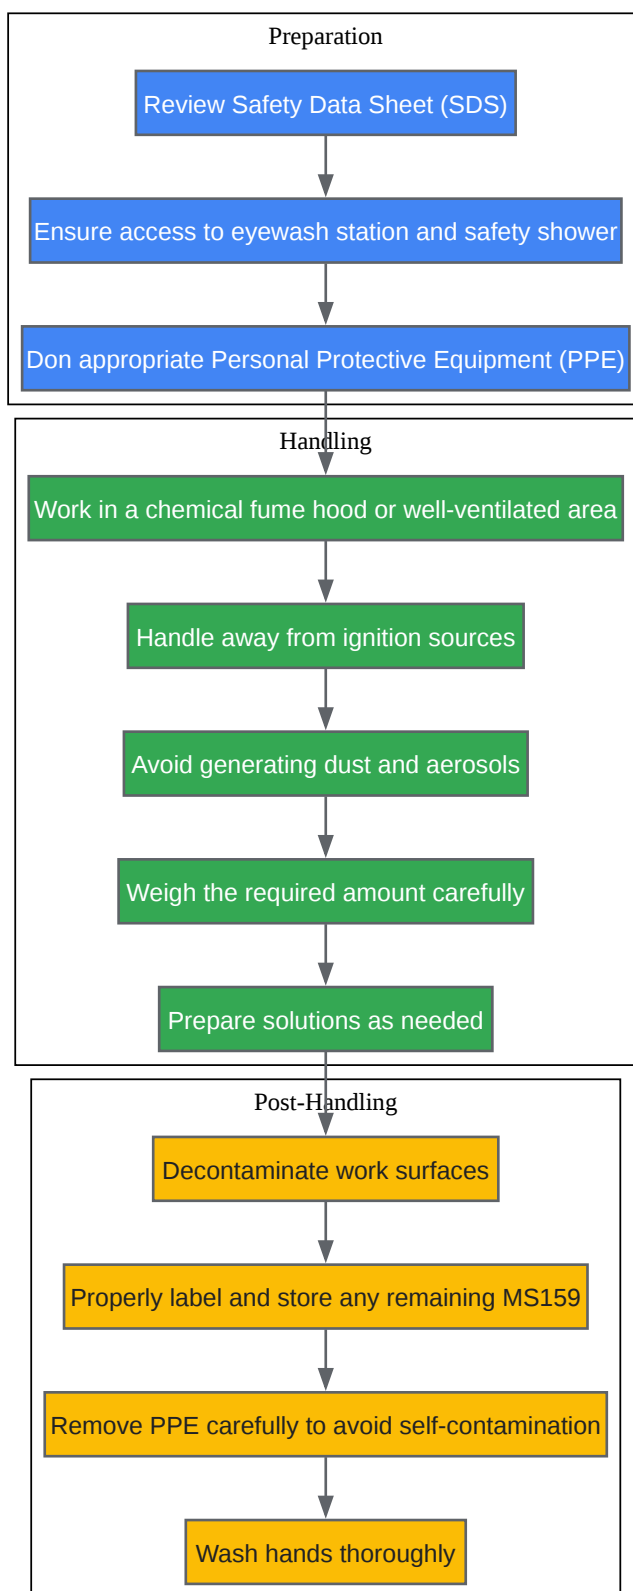 Preparation
Review Safety Data Sheet (SDS)
Ensure access to eyewash station and safety shower
Don appropriate Personal Protective Equipment (PPE)
Handling
Work in a chemical fume hood or well-ventilated area
Handle away from ignition sources
Avoid generating dust and aerosols
Weigh the required amount carefully
Prepare solutions as needed
Post-Handling
Decontaminate work surfaces
Properly label and store any remaining MS159
Remove PPE carefully to avoid self-contamination
Wash hands thoroughly